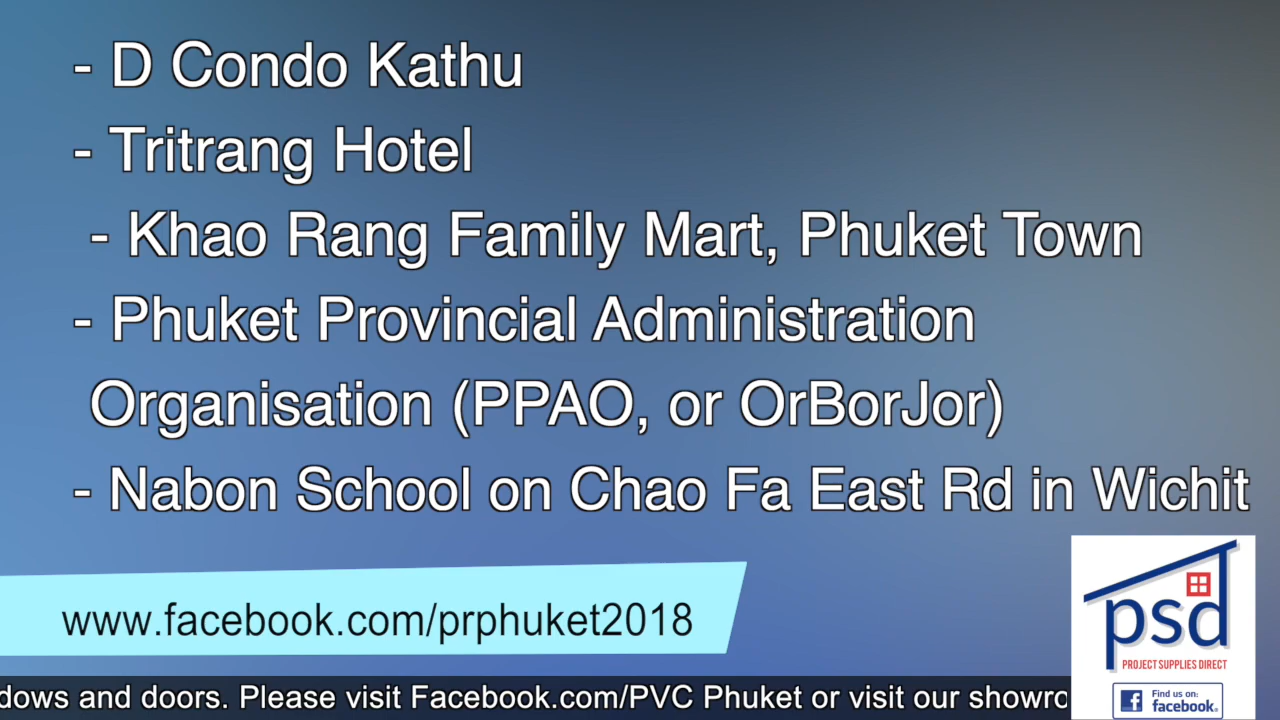 - D Condo Kathu
- Tritrang Hotel
- Khao Rang Family Mart, Phuket Town
- Phuket Provincial Administration
Organisation (PPAO, or OrBorJor)
- Nabon School on Chao Fa East Rd in Wichit
www.facebook.com/prphuket2018
psd
PROJECT SUPPLIES DIRECT
Find us on:
facebook.
and doors. Please visit Facebook.com/PVC Phuket or visit our